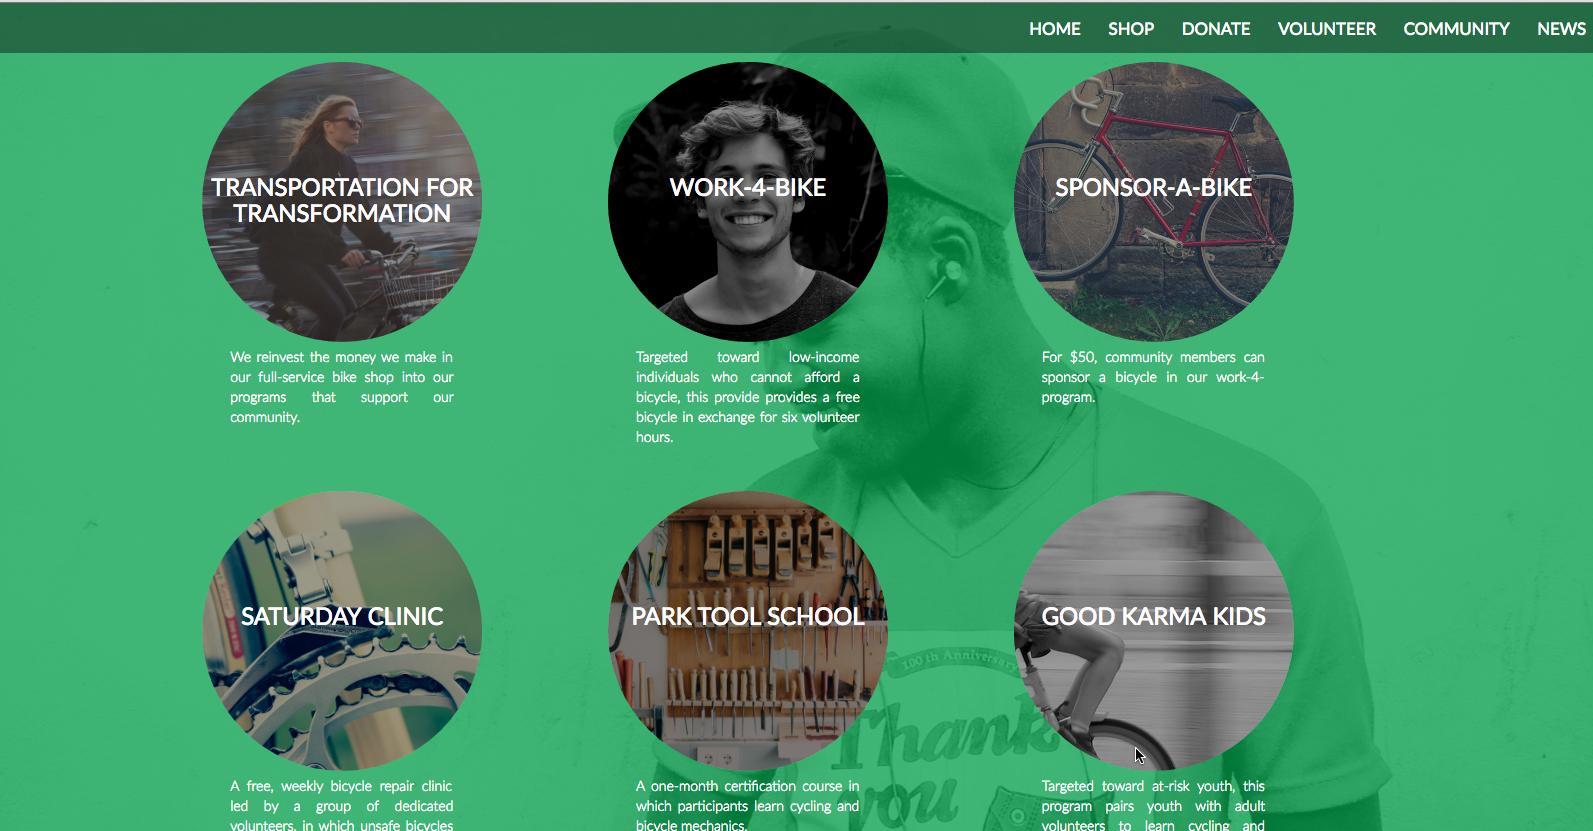 HOME SHOP DONATE VOLUNTEER COMMUNITY NEWS
TRANSPORTATION FOR
TRANSFORMATION
WORK-4-BIKE
SPONSOR-A-BIKE
We reinvest the money we make in
our full-service bike shop into our
programs that support our
community.
Targeted toward low-income
individuals who cannot afford a
bicycle, this provide provides a free
bicycle in exchange for six volunteer
hours.
For $50, community members can
sponsor a bicycle in our work-4-
program.
SATURDAY CLINIC
PARK TOOL SCHOOL
GOOD KARMA KIDS
100th Anniversary
Thank
you
A free, weekly bicycle repair clinic
led by a group of dedicated
volunteers, in which unsafe bicycles
A one-month certification course in
which participants learn cycling and
bicycle mechanics.
Targeted toward at-risk youth, this
program pairs youth with adult
volunteers to learn cycling and